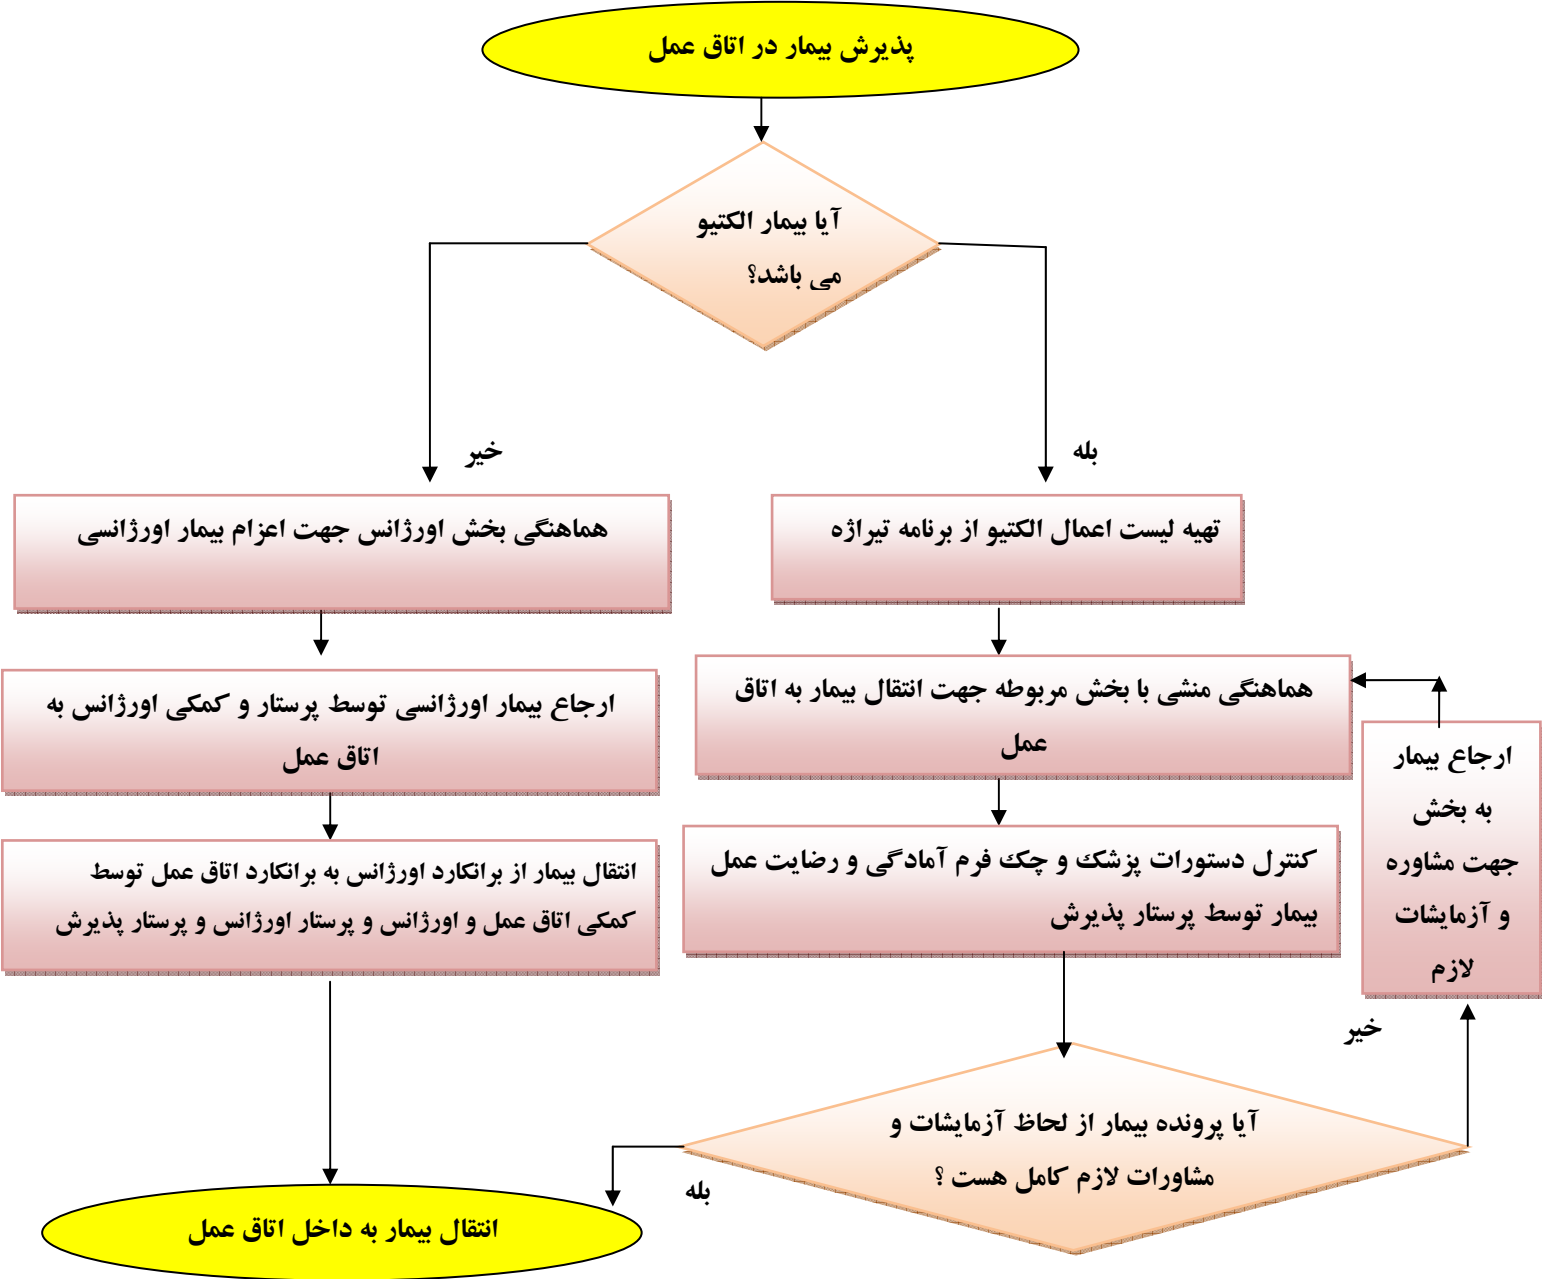 پذیرش بیمار در اتاق عمل
آیا بیمار الکتیو
می باشد؟
بله
خیر
تهیه لیست اعمال الکتیو از برنامه تیراژه
هماهنگی بخش اورژانس جهت اعزام بیمار اورژانسی
هماهنگی منشی با بخش مربوطه جهت انتقال بیمار به اتاق
عمل
ارجاع بیمار اورژانسی توسط پرستار و کمکی اورژانس به
اتاق عمل
ارجاع بیمار
به بخش
جهت مشاوره
و آزمایشات
لازم
کنترل دستورات پزشک و چک فرم آمادگی و رضایت عمل
بیمار توسط پرستار پذیرش
انتقال بیمار از برانکارد اورژانس به برانکارد اتاق عمل توسط
کمکی اتاق عمل و اورژانس و پرستار اورژانس و پرستار پذیرش
خیر
آیا پرونده بیمار از لحاظ آزمایشات و
مشاورات لازم کامل هست ؟
بله
انتقال بیمار به داخل اتاق عمل